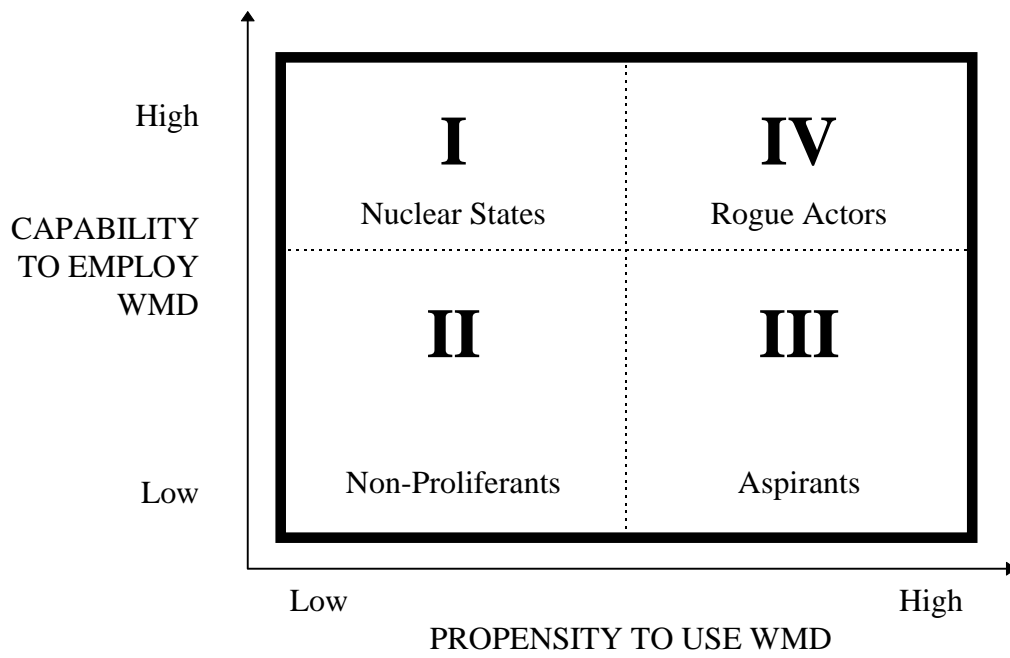 High
I
IV
Nuclear States
Rogue Actors
CAPABILITY
TO EMPLOY
WMD
II
III
Low
Non-Proliferants
Aspirants
Low
High
PROPENSITY TO USE WMD